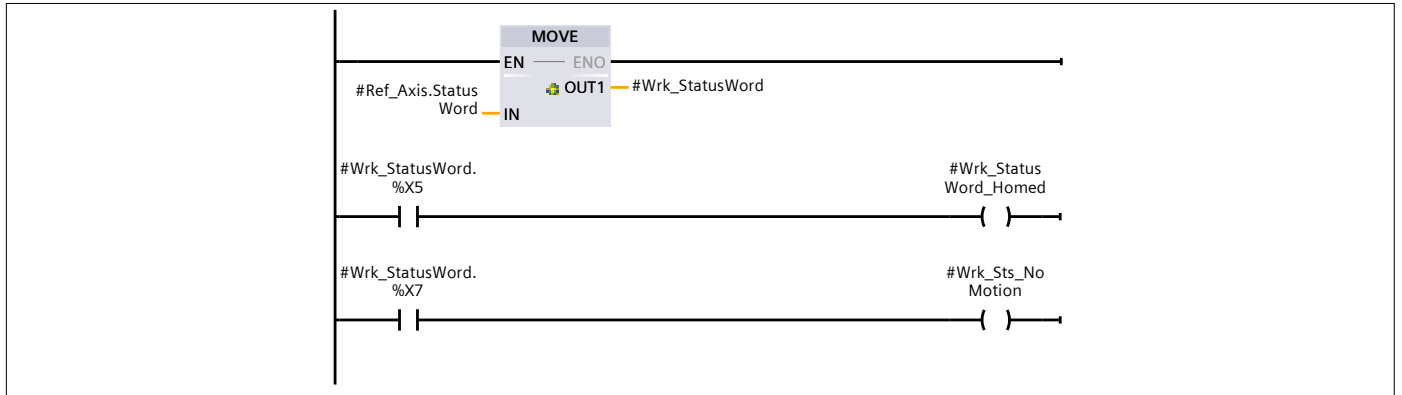 MOVE
EN
ENO
#Ref_Axis.Status
Word
OUT1
#Wrk_StatusWord
IN
#Wrk_StatusWord.
%X5
#Wrk_Status
Word_Homed
#Wrk_StatusWord.
%X7
#Wrk_Sts_No
Motion